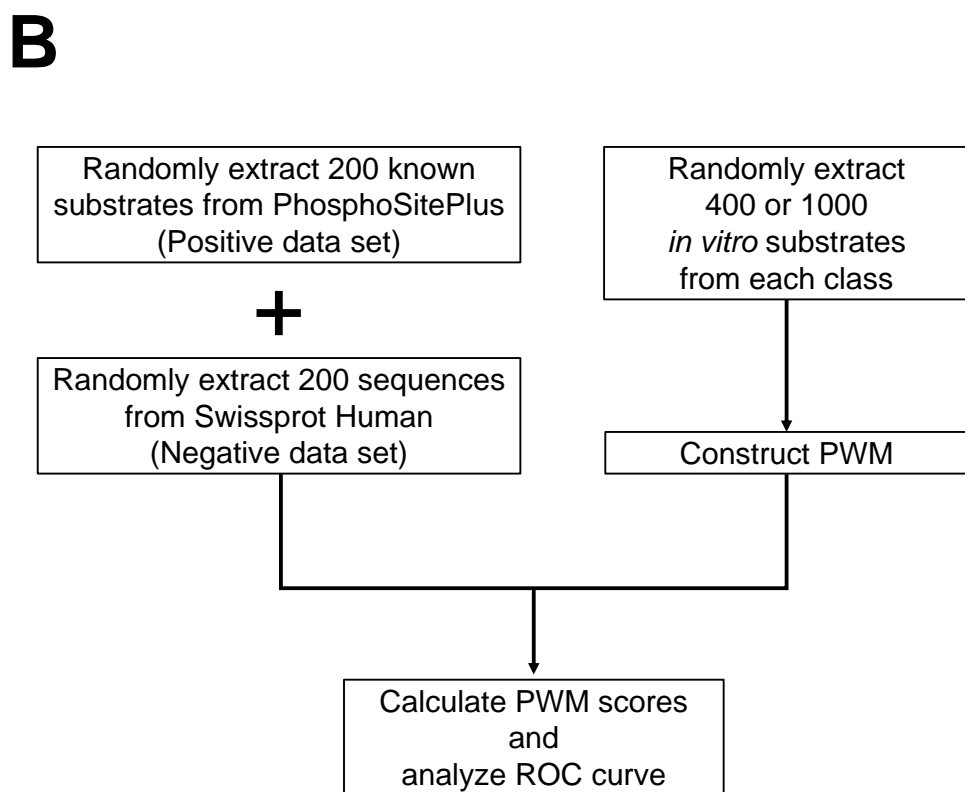 B
Randomly extract 200 known
substrates from PhosphoSitePlus
(Positive data set)
+
Randomly extract 200 sequences
from Swissprot Human
(Negative data set)
Randomly extract
400 or 1000
in vitro substrates
from each class
Construct PWM
Calculate PWM scores
and
analyze ROC curve